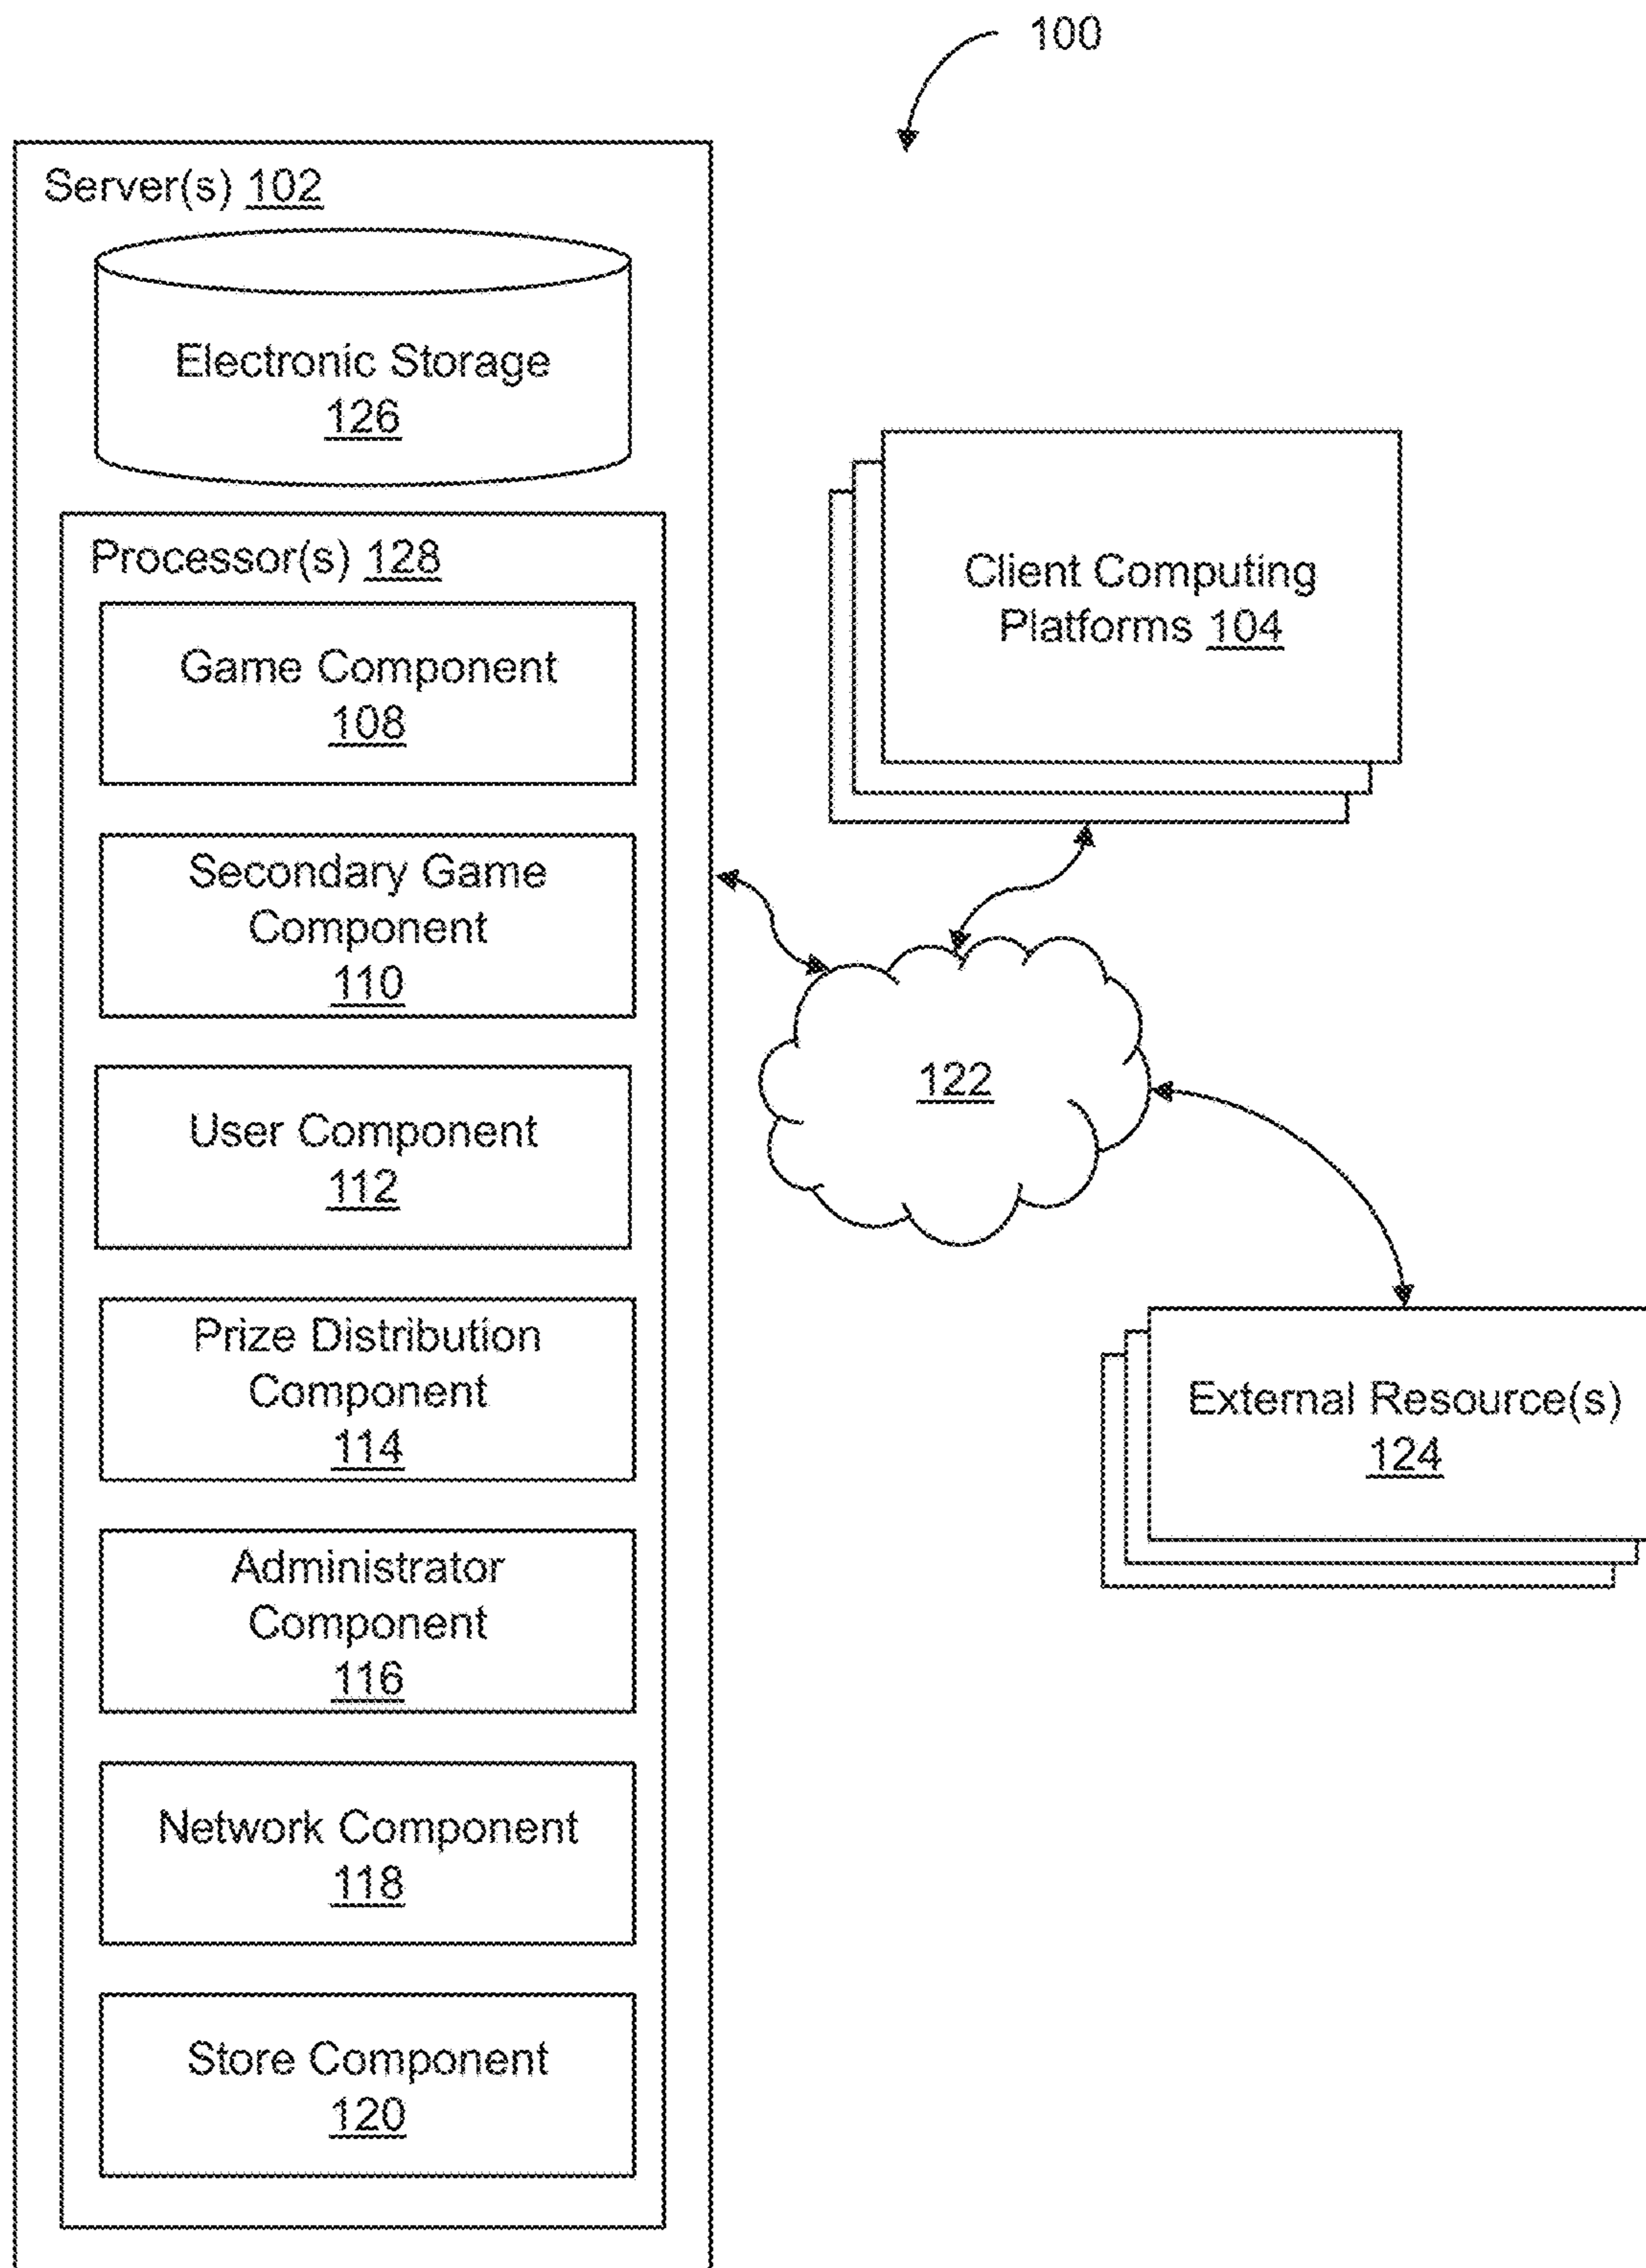 100
Server(s) 102
Electronic Storage
126
Processor(s) 128
Game Component
108
Secondary Game
Component
110
User Component
112
Prize Distribution
Component
114
Administrator
Component
116
Network Component
118
Store Component
120
Client Computing
Platforms 104
122
External Resource(s)
124